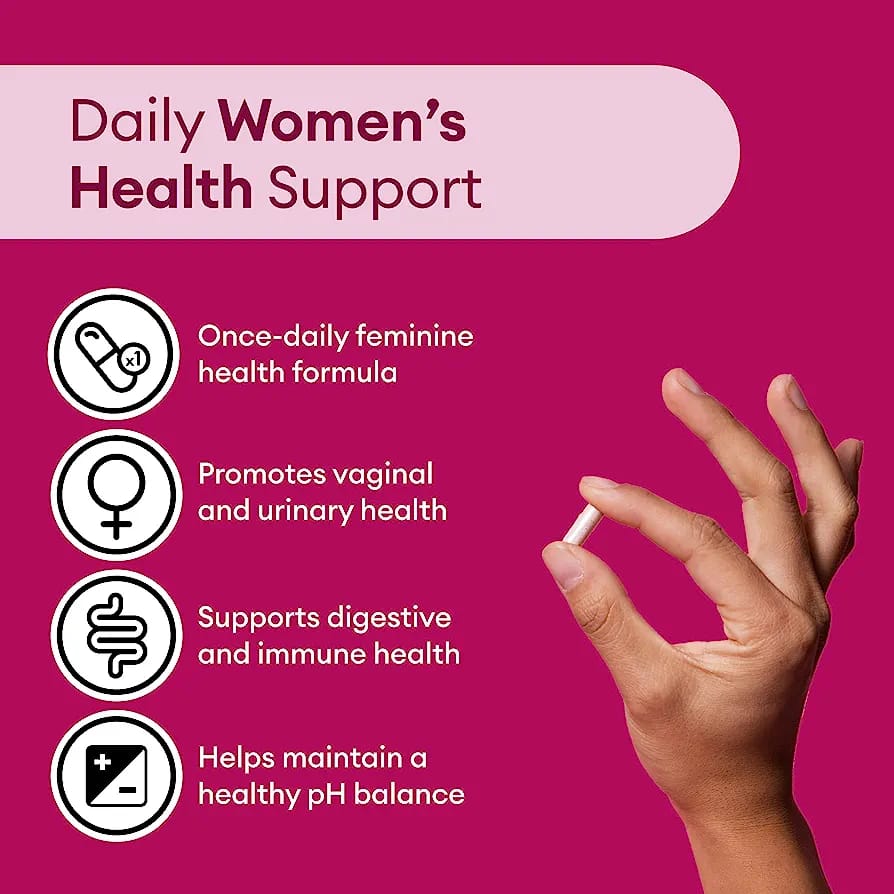 Daily Women’s
Health Support
x1
Once-daily feminine
health formula
Promotes vaginal
and urinary health
Supports digestive
and immune health
Helps maintain a
healthy pH balance